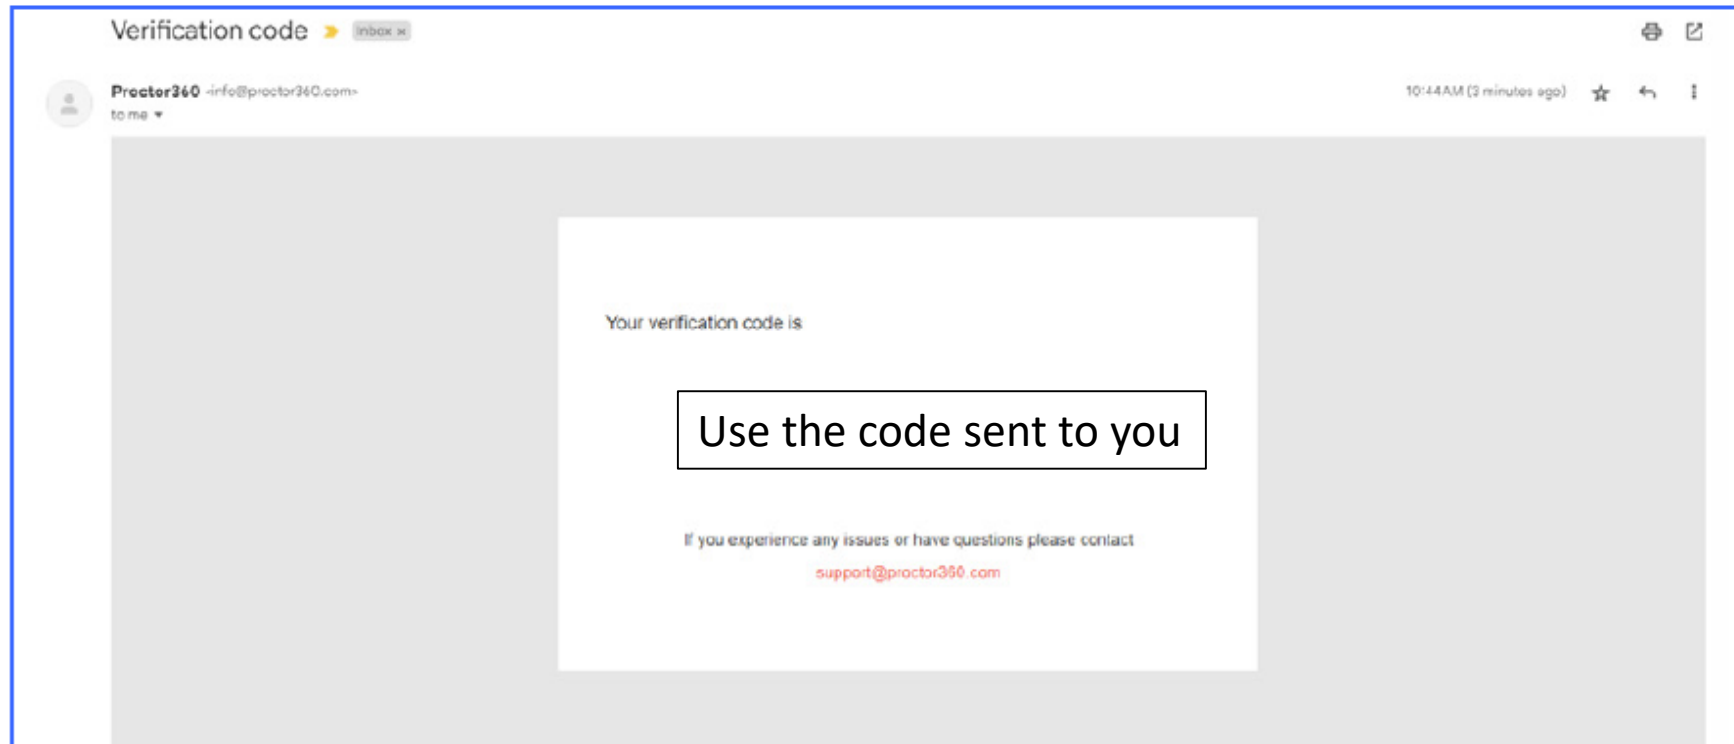 Verification code Inbox x
Proctor360 <info@proctor360.com> 10:44 AM (3 minutes ago)
to me
Your verification code is
Use the code sent to you
If you experience any issues or have questions please contact
support@proctor360.com